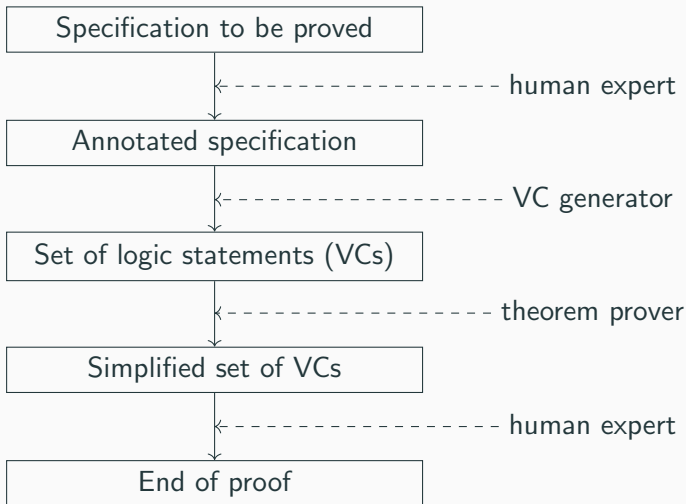 Specification to be proved
human expert
Annotated specification
VC generator
Set of logic statements (VCs)
theorem prover
Simplified set of VCs
human expert
End of proof